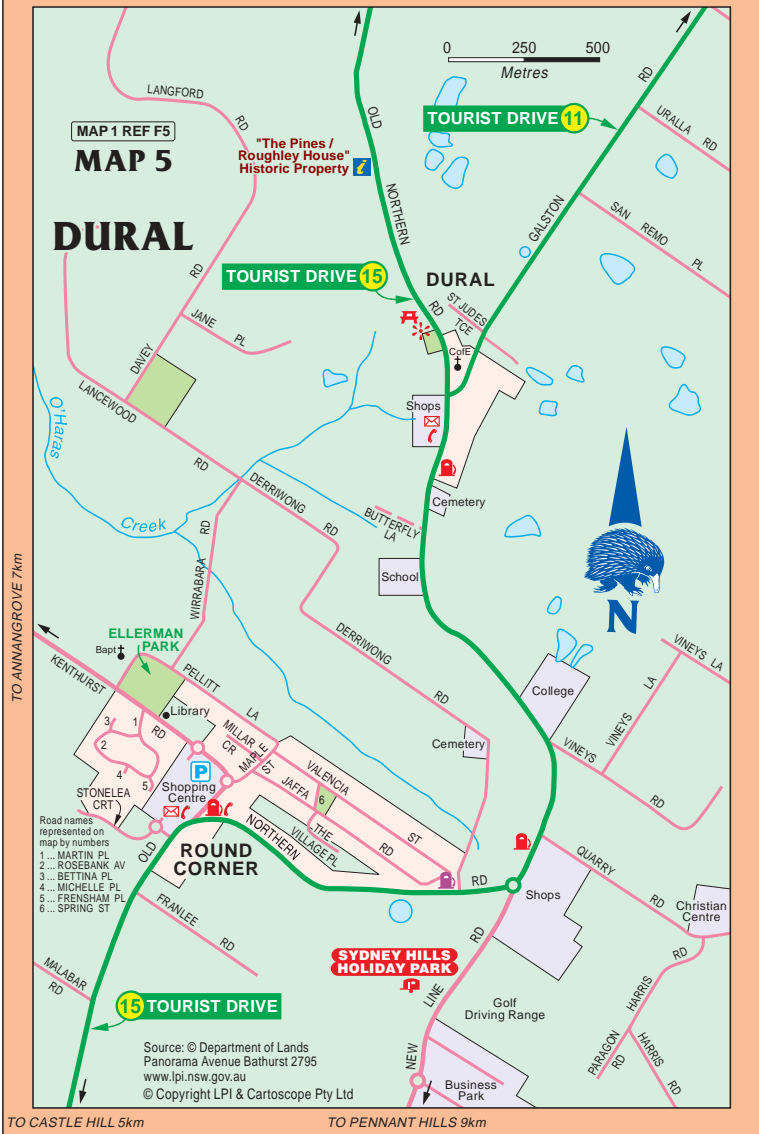 0 250 500
Metres
LANGFORD
RD
OLD
NORTHERN
RD
MAP 1 REF F5
MAP 5
DURAL
"The Pines /
Roughley House"
Historic Property
i
TOURIST DRIVE 11
RD
URALLA RD
GALSTON
SAN REMO PL
TOURIST DRIVE 15
DURAL
RD
ST JUDES
TCE
JANE PL
CofE
DAVEY
LANCEWOOD
RD
Shops
O'Haras
Creek
DERRIWONG
RD
Cemetery
BUTTERFLY
LA
School
WIRRABARA RD
N
TO ANNANGROVE 7km
ELLERMAN
PARK
Bapt
KENTHURST
RD
PELLITT
LA
DERRIWONG
RD
VINEYS LA
VINEYS
LA
College
Library
MILLAR
CR
MAPLE
ST
Cemetery
VINEYS
RD
3
1
2
4
5
P
Shopping
Centre
STONELEA
CRT
JAFFA
RD
VALENCIA
ST
6
THE
VILLAGE PL
Road names
represented on
map by numbers
1 ... MARTIN PL
2 ... ROSEBANK AV
3 ... BETTINA PL
4 ... MICHELLE PL
5 ... FRENSHAM PL
6 ... SPRING ST
OLD
NORTHERN
RD
ROUND
CORNER
QUARRY
RD
Shops
Christian
Centre
FRANLEE
RD
MALABAR
RD
SYDNEY HILLS
HOLIDAY PARK
NEW
LINE
RD
HARRIS
RD
Golf
Driving Range
PARAGON
RD
HARRIS
RD
15 TOURIST DRIVE
Source: © Department of Lands
Panorama Avenue Bathurst 2795
www.lpi.nsw.gov.au
© Copyright LPI & Cartoscope Pty Ltd
Business
Park
TO CASTLE HILL 5km
TO PENNANT HILLS 9km